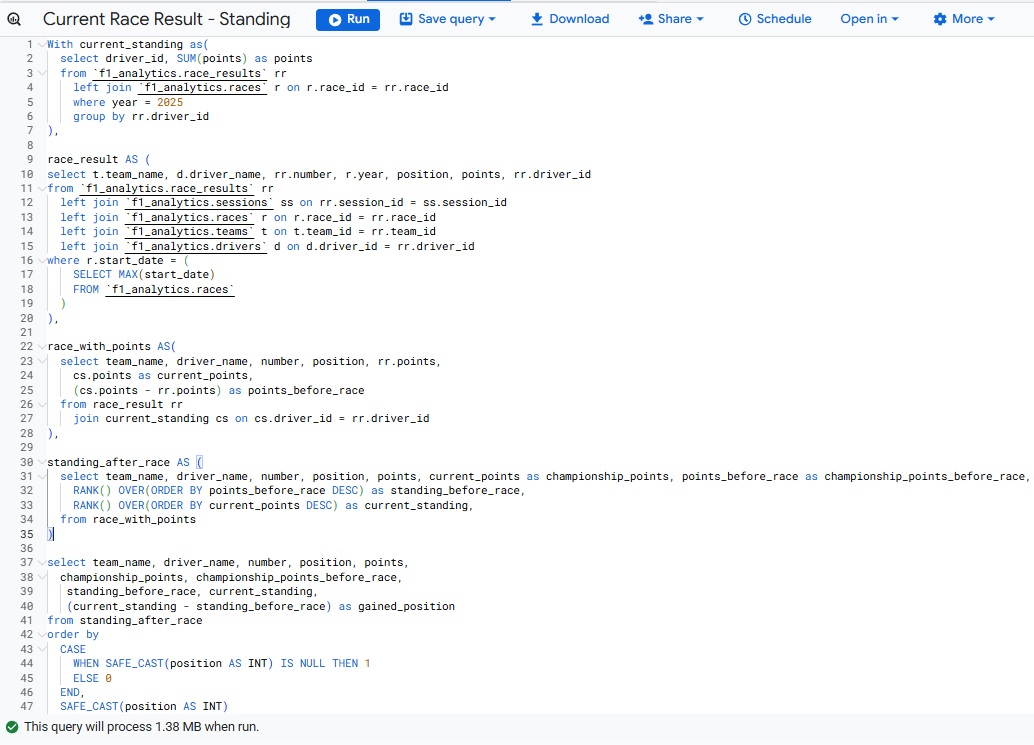 Current Race Result - Standing Run Save query Download Share Schedule Open in More
1 With current_standing as(
2 select driver_id, SUM(points) as points
3 from `f1_analytics.race_results` rr
4 left join `f1_analytics.races` r on r.race_id = rr.race_id
5 where year = 2025
6 group by rr.driver_id
7 ),
8
9 race_result AS (
10 select t.team_name, d.driver_name, rr.number, r.year, position, points, rr.driver_id
11 from `f1_analytics.race_results` rr
12 left join `f1_analytics.sessions` ss on rr.session_id = ss.session_id
13 left join `f1_analytics.races` r on r.race_id = rr.race_id
14 left join `f1_analytics.teams` t on t.team_id = rr.team_id
15 left join `f1_analytics.drivers` d on d.driver_id = rr.driver_id
16 where r.start_date = (
17 SELECT MAX(start_date)
18 FROM `f1_analytics.races`
19 )
20 ),
21
22 race_with_points AS(
23 select team_name, driver_name, number, position, rr.points,
24 cs.points as current_points,
25 (cs.points - rr.points) as points_before_race
26 from race_result rr
27 join current_standing cs on cs.driver_id = rr.driver_id
28 ),
29
30 standing_after_race AS (
31 select team_name, driver_name, number, position, points, current_points as championship_points, points_before_race as championship_points_before_race,
32 RANK() OVER(ORDER BY points_before_race DESC) as standing_before_race,
33 RANK() OVER(ORDER BY current_points DESC) as current_standing,
34 from race_with_points
35 )
36
37 select team_name, driver_name, number, position, points,
38 championship_points, championship_points_before_race,
39 standing_before_race, current_standing,
40 (current_standing - standing_before_race) as gained_position
41 from standing_after_race
42 order by
43 CASE
44 WHEN SAFE_CAST(position AS INT) IS NULL THEN 1
45 ELSE 0
46 END,
47 SAFE_CAST(position AS INT)
This query will process 1.38 MB when run.